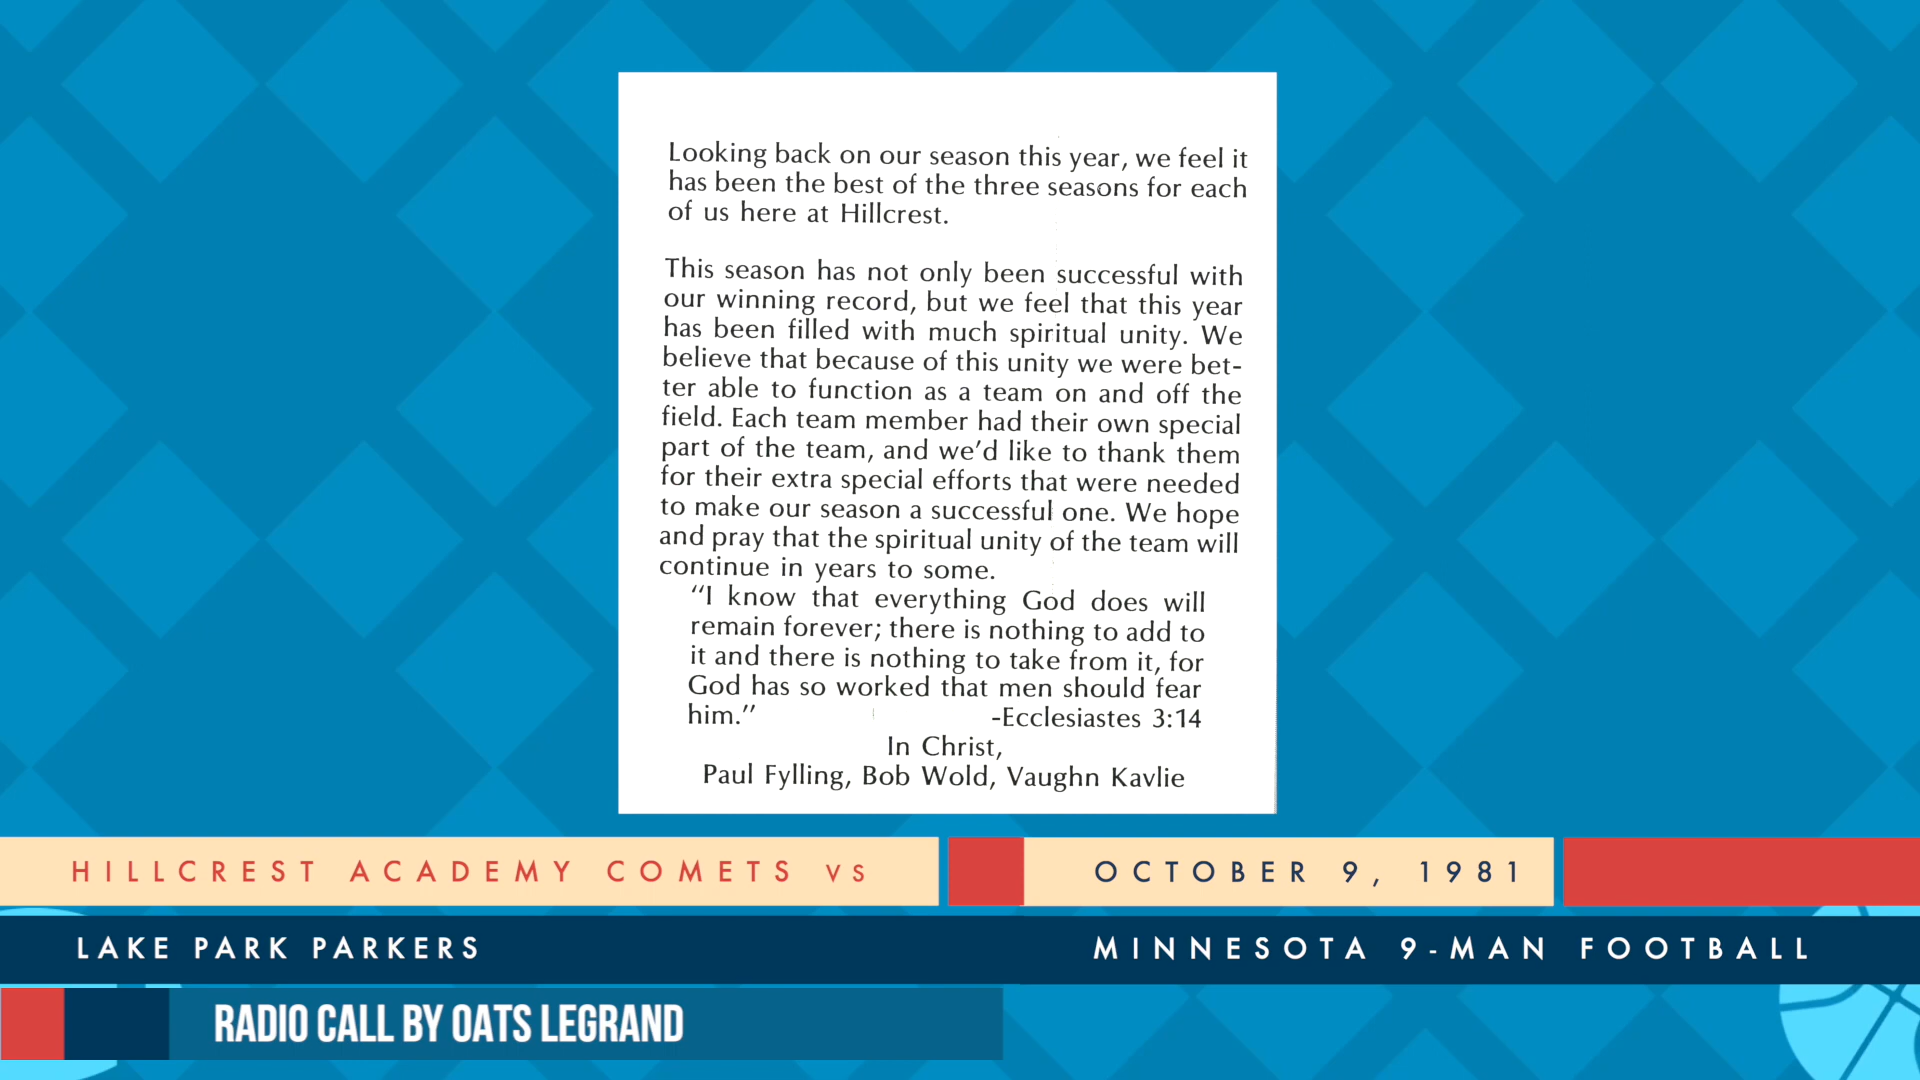 Looking back on our season this year, we feel it
has been the best of the three seasons for each
of us here at Hillcrest.
This season has not only been successful with
our winning record, but we feel that this year
has been filled with much spiritual unity. We
believe that because of this unity we were bet-
ter able to function as a team on and off the
field. Each team member had their own special
part of the team, and we'd like to thank them
for their extra special efforts that were needed
to make our season a successful one. We hope
and pray that the spiritual unity of the team will
continue in years to some.
"I know that everything God does will
remain forever; there is nothing to add to
it and there is nothing to take from it, for
God has so worked that men should fear
him." -Ecclesiastes 3:14
In Christ,
Paul Fylling, Bob Wold, Vaughn Kavlie
HILLCREST ACADEMY COMETS VS
OCTOBER 9, 1981
LAKE PARK PARKERS
MINNESOTA 9-MAN FOOTBALL
RADIO CALL BY OATS LEGRAND